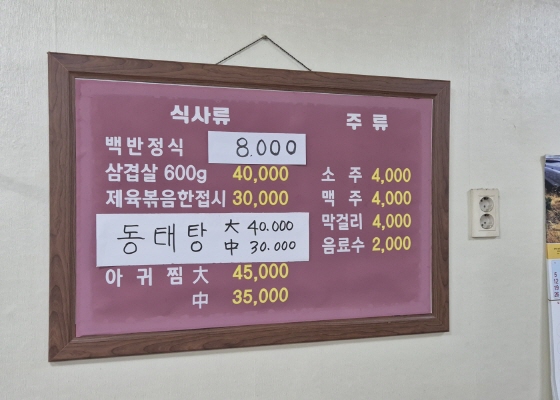 식사류
백반정식 8.000
삼겹살 600g 40,000
제육볶음한접시 30,000
동태탕 大 40.000
中 30.000
아귀찜 大 45,000
中 35,000
주류
소주 4,000
맥주 4,000
막걸리 4,000
음료수 2,000